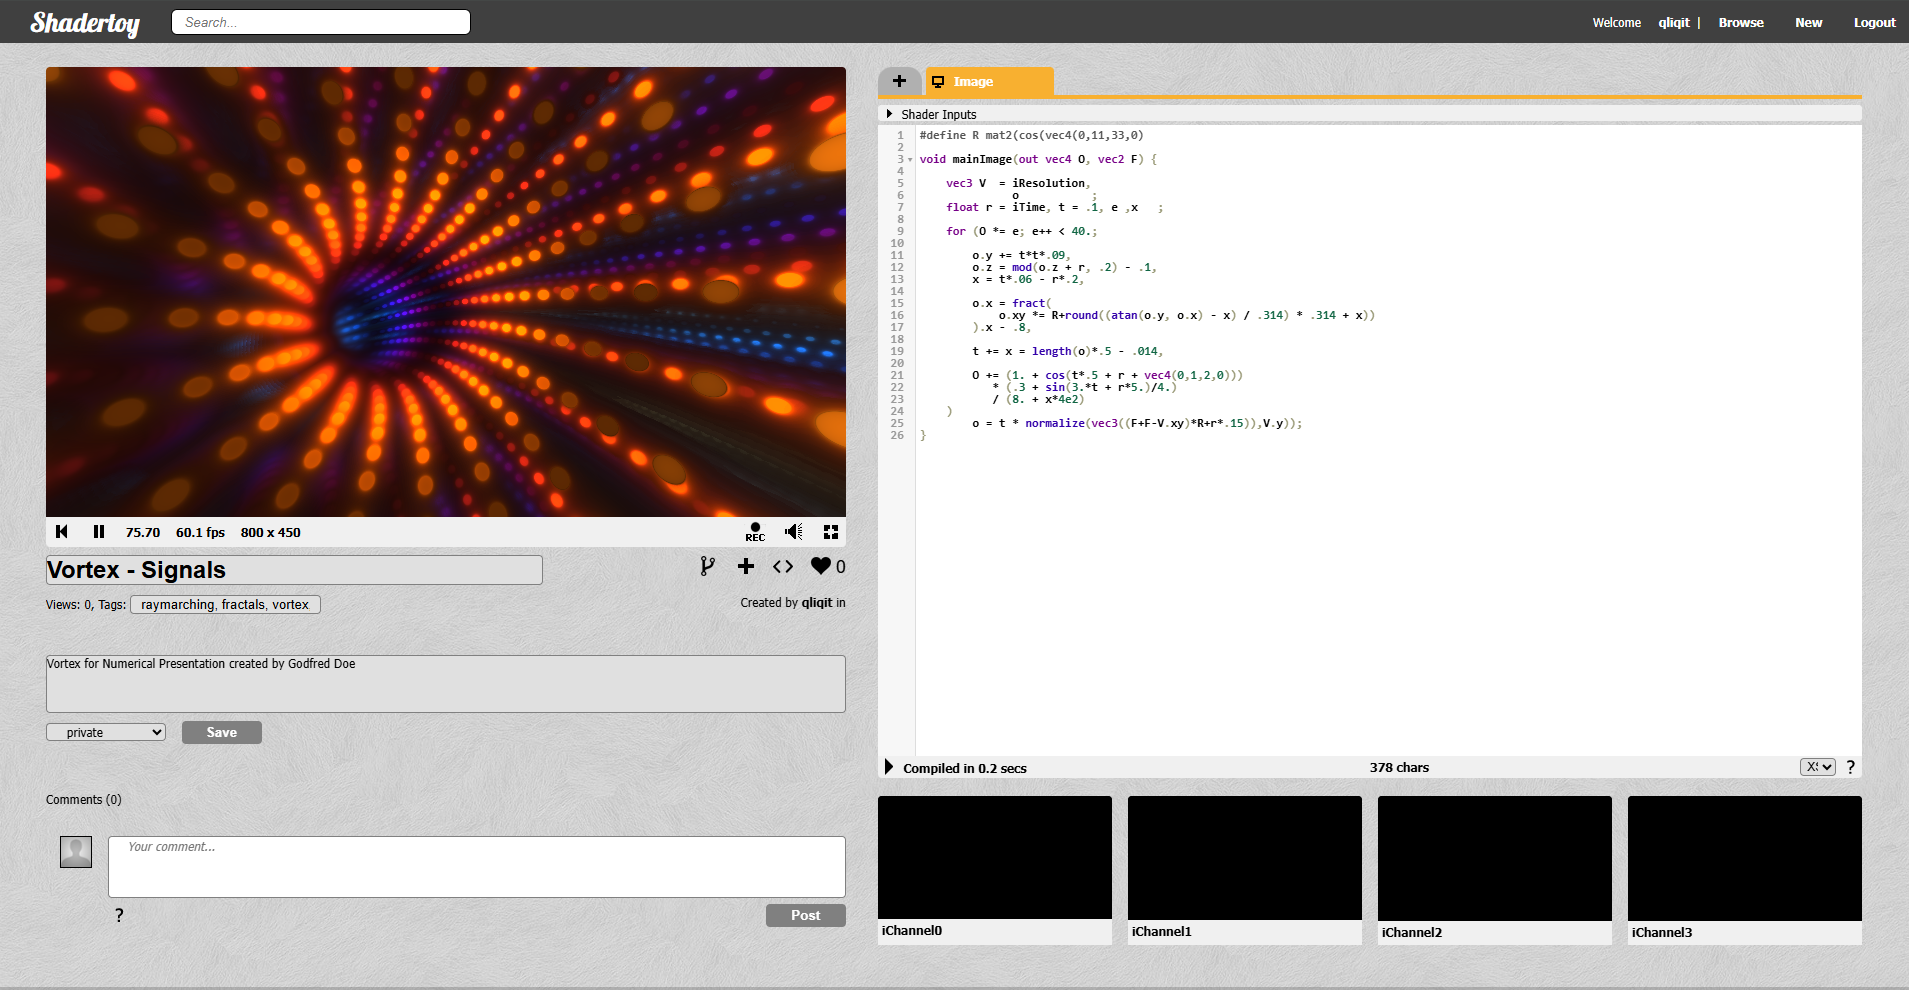 Shadertoy
Search...
Welcome qliqit | Browse New Logout
75.70 60.1 fps 800 x 450
REC
Vortex - Signals
0
Views: 0, Tags: raymarching, fractals, vortex
Created by qliqit in
Vortex for Numerical Presentation created by Godfred Doe
private
Save
Comments (0)
Your comment...
?
Post
+ Image
Shader Inputs
1 #define R mat2(cos(vec4(0,11,33,0)
2
3 void mainImage(out vec4 O, vec2 F) {
4
5 vec3 V = iResolution,
6 o ;
7 float r = iTime, t = .1, e ,x ;
8
9 for (O *= e; e++ < 40.;
10
11 o.y += t*t*.09,
12 o.z = mod(o.z + r, .2) - .1,
13 x = t*.06 - r*.2,
14
15 o.x = fract(
16 o.xy *= R+round((atan(o.y, o.x) - x) / .314) * .314 + x))
17 ).x - .8,
18
19 t += x = length(o)*.5 - .014,
20
21 O += (1. + cos(t*.5 + r + vec4(0,1,2,0)))
22 * (.3 + sin(3.*t + r*5.)/4.)
23 / (8. + x*4e2)
24 )
25 o = t * normalize(vec3((F+F-V.xy)*R+r*.15)),V.y));
26 }
Compiled in 0.2 secs
378 chars
?
iChannel0
iChannel1
iChannel2
iChannel3